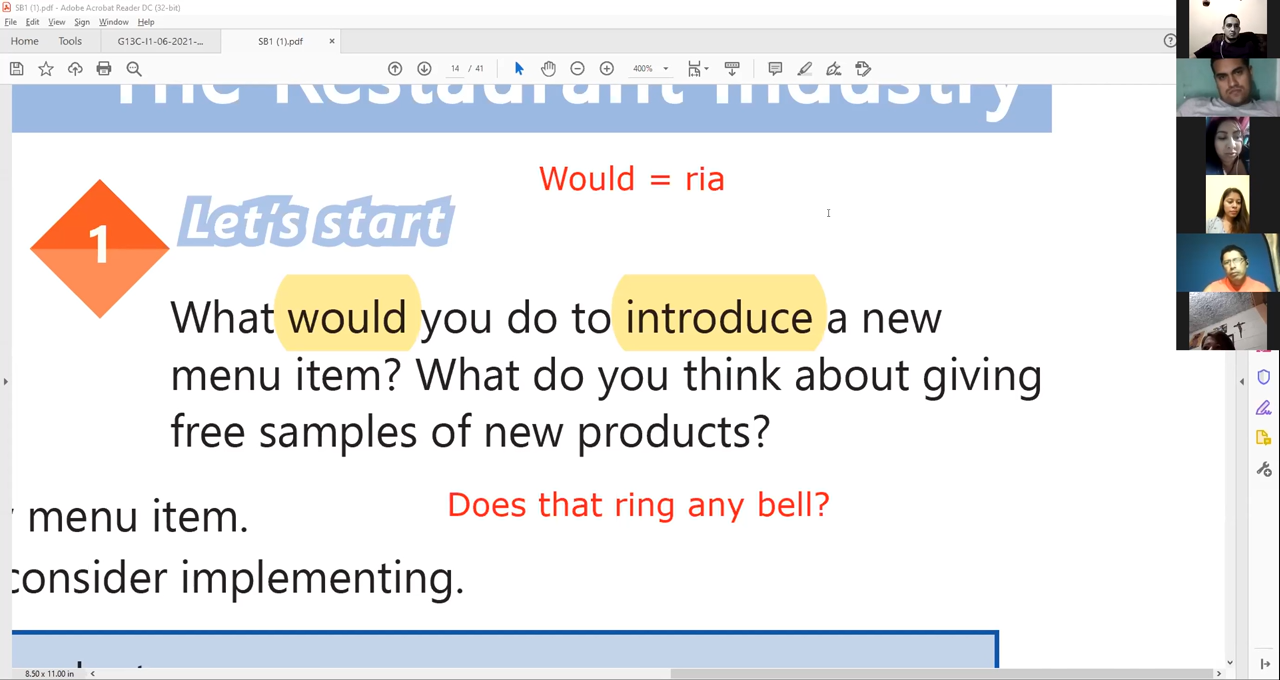 SB1 (1).pdf - Adobe Acrobat Reader DC (32-bit)
File Edit View Sign Window Help
Home Tools G13C-I1-06-2021-... SB1 (1).pdf ×
14 / 41 400%
The Restaurant Industry
Would = ria
1 Let's start
What would you do to introduce a new
menu item? What do you think about giving
free samples of new products?
Does that ring any bell?
menu item.
consider implementing.
8.50 x 11.00 in